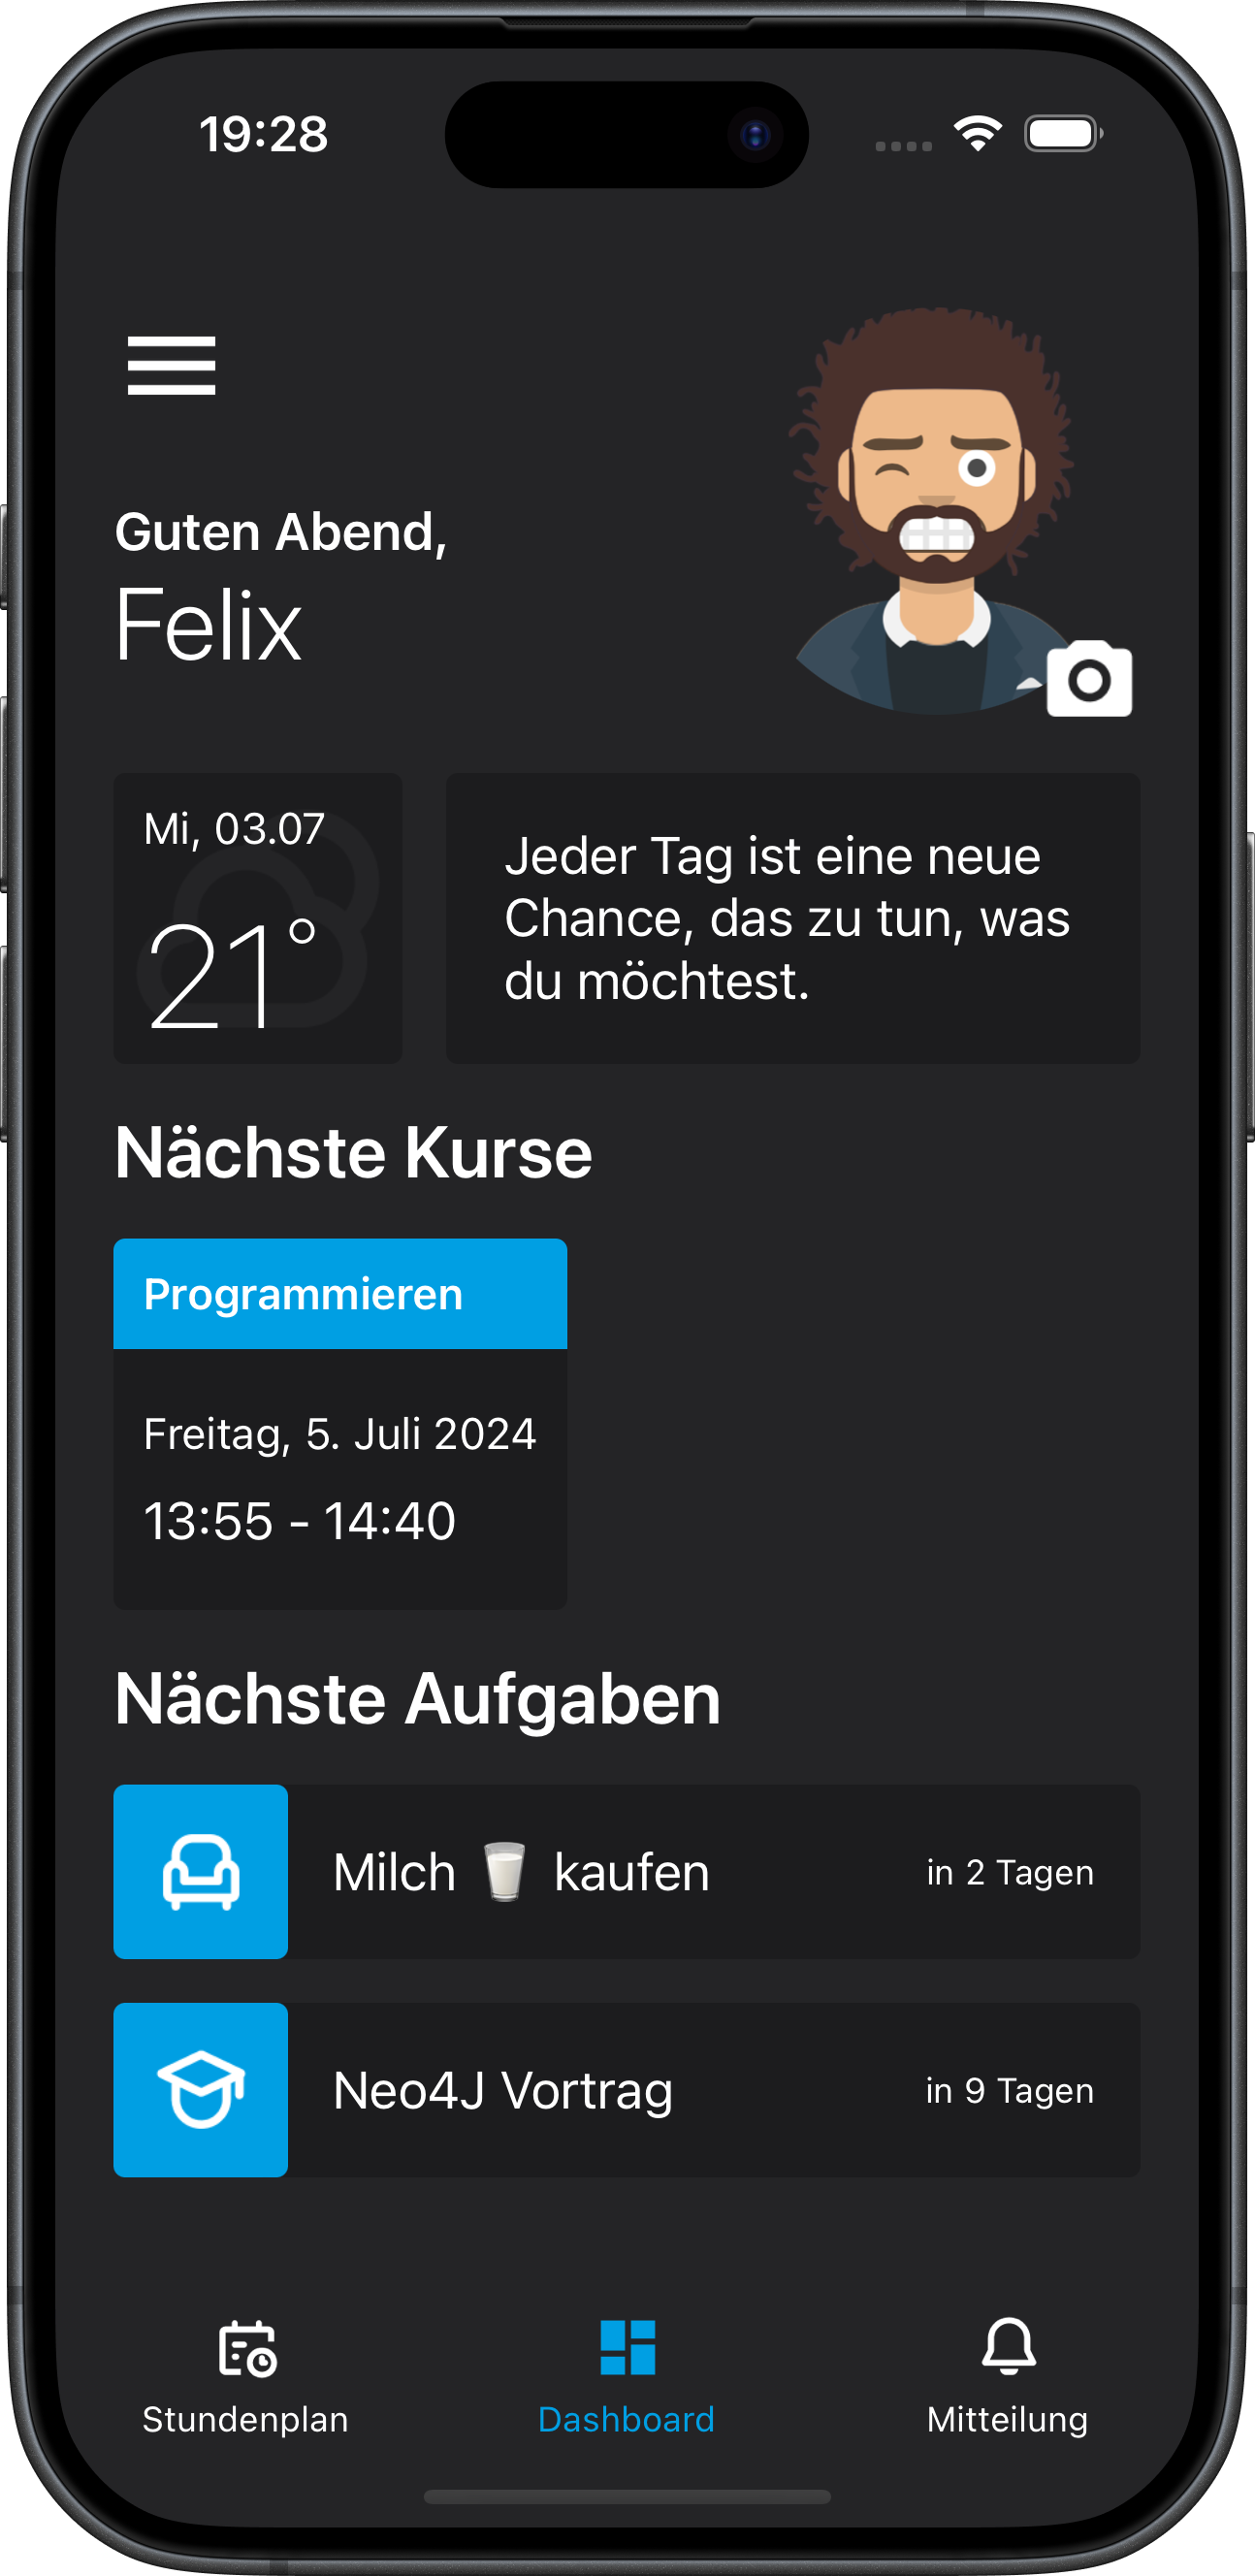 19:28
Guten Abend,
Felix
Mi, 03.07
21°
Jeder Tag ist eine neue
Chance, das zu tun, was
du möchtest.
Nächste Kurse
Programmieren
Freitag, 5. Juli 2024
13:55 - 14:40
Nächste Aufgaben
Milch 🥛 kaufen in 2 Tagen
Neo4J Vortrag in 9 Tagen
Stundenplan Dashboard Mitteilung